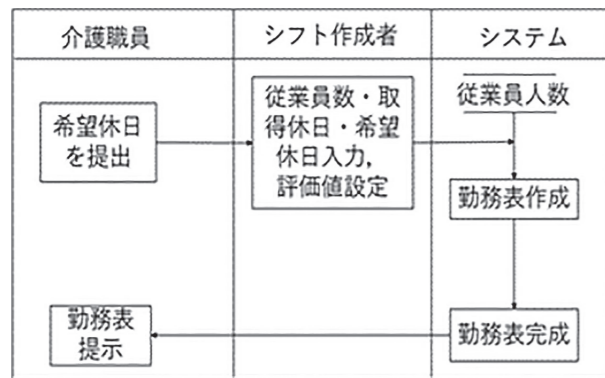 介護職員
シフト作成者
システム
希望休日
を提出
従業員数・取
得休日・希望
休日入力,
評価値設定
従業員人数
勤務表作成
勤務表
提示
勤務表完成